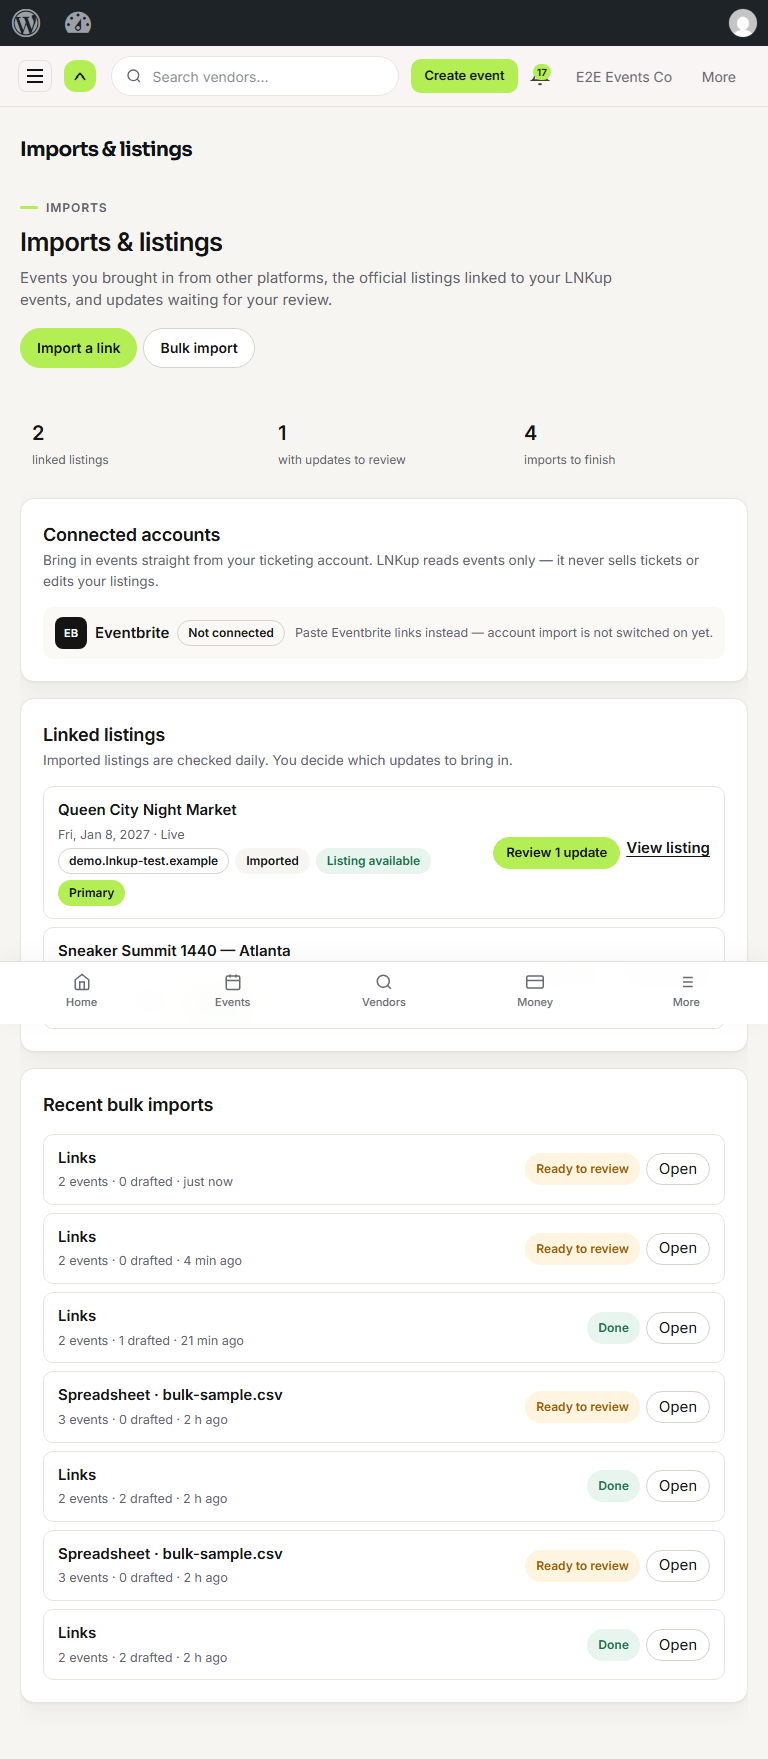 Search vendors...
Create event
17
E2E Events Co
More
Imports & listings
IMPORTS
Imports & listings
Events you brought in from other platforms, the official listings linked to your LNKup
events, and updates waiting for your review.
Import a link
Bulk import
2
linked listings
1
with updates to review
4
imports to finish
Connected accounts
Bring in events straight from your ticketing account. LNKup reads events only — it never sells tickets or
edits your listings.
EB
Eventbrite
Not connected
Paste Eventbrite links instead — account import is not switched on yet.
Linked listings
Imported listings are checked daily. You decide which updates to bring in.
Queen City Night Market
Fri, Jan 8, 2027 · Live
demo.lnkup-test.example
Imported
Listing available
Primary
Review 1 update
View listing
Sneaker Summit 1440 — Atlanta
Home
Events
Vendors
Money
More
Recent bulk imports
Links
2 events · 0 drafted · just now
Ready to review
Open
Links
2 events · 0 drafted · 4 min ago
Ready to review
Open
Links
2 events · 1 drafted · 21 min ago
Done
Open
Spreadsheet · bulk-sample.csv
3 events · 0 drafted · 2 h ago
Ready to review
Open
Links
2 events · 2 drafted · 2 h ago
Done
Open
Spreadsheet · bulk-sample.csv
3 events · 0 drafted · 2 h ago
Ready to review
Open
Links
2 events · 2 drafted · 2 h ago
Done
Open